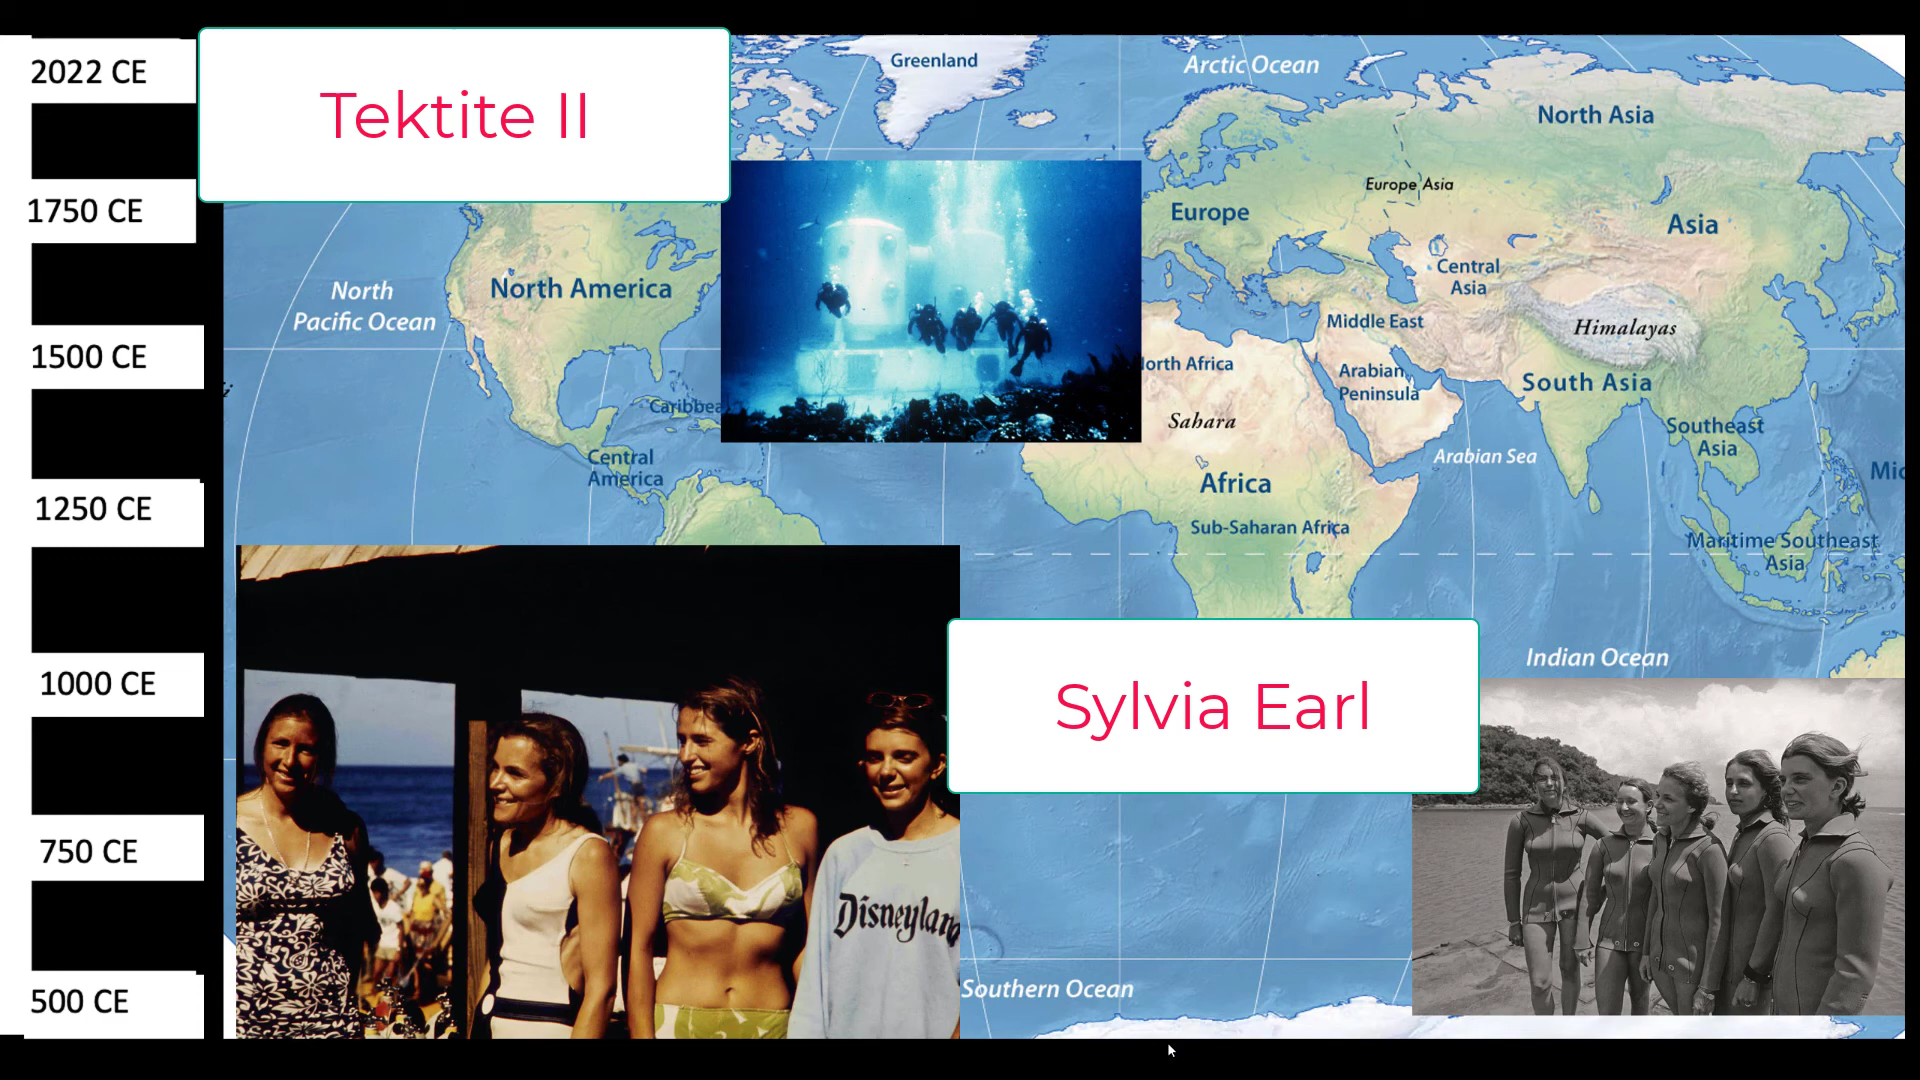 2022 CE
1750 CE
1500 CE
1250 CE
1000 CE
750 CE
500 CE
Tektite II
Greenland
Arctic Ocean
North Asia
Europe Asia
Europe
Asia
North America
North
Pacific Ocean
Central
Asia
Middle East
Himalayas
orth Africa
Arabian
Peninsula
South Asia
Sahara
Caribbea
Southeast
Asia
Central
America
Arabian Sea
Mic
Africa
Sub-Saharan Africa
Maritime Southeast
Asia
Indian Ocean
Sylvia Earl
Disneylan
Southern Ocean